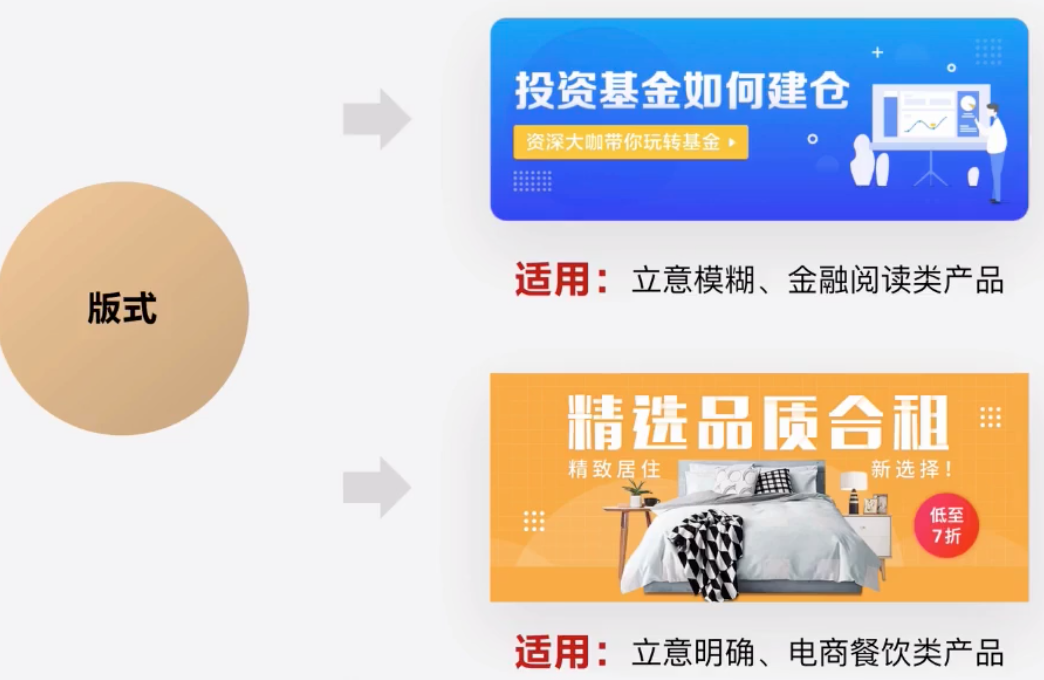 版式
投资基金如何建仓
资深大咖带你玩转基金
适用：立意模糊、金融阅读类产品
精选品质合租
精致居住 新选择！
低至
7折
适用：立意明确、电商餐饮类产品